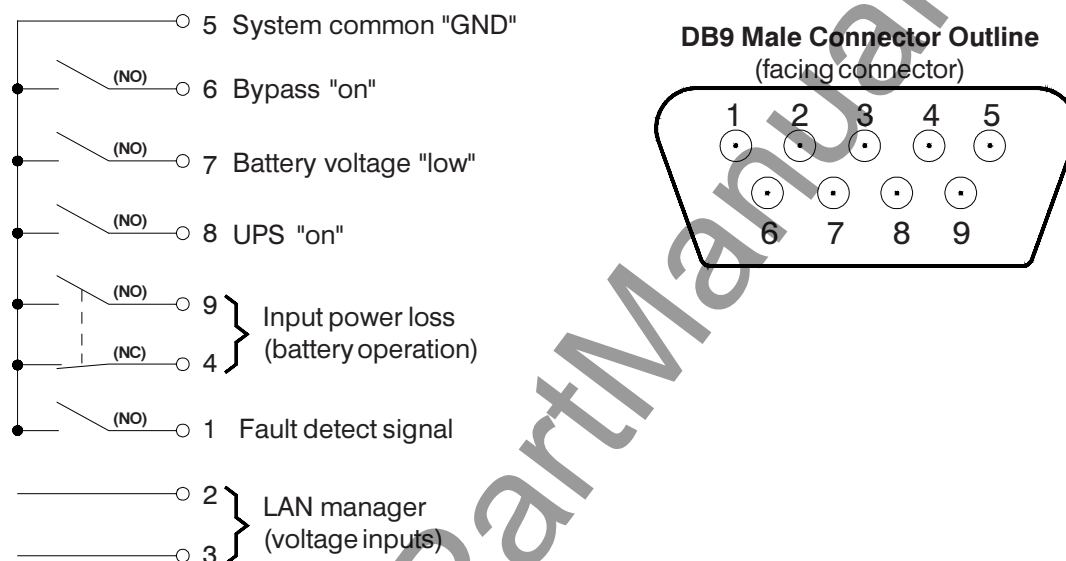 5 System common "GND"
(NO) 6 Bypass "on"
(NO) 7 Battery voltage "low"
(NO) 8 UPS "on"
(NO) 9
Input power loss
(battery operation)
(NC) 4
(NO) 1 Fault detect signal
2
LAN manager
(voltage inputs)
3
DB9 Male Connector Outline
(facing connector)
1 2 3 4 5
6 7 8 9
PartManual